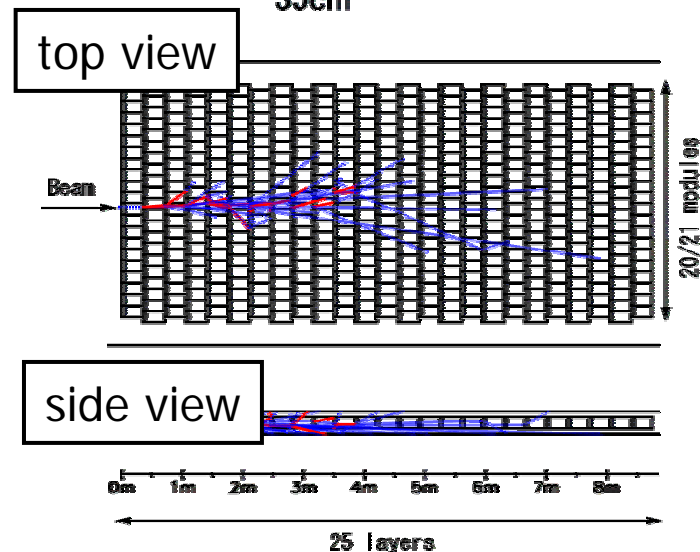 35cm
top view
Beam
20/21 modules
side view
0m 1m 2m 3m 4m 5m 6m 7m 8m
25 layers